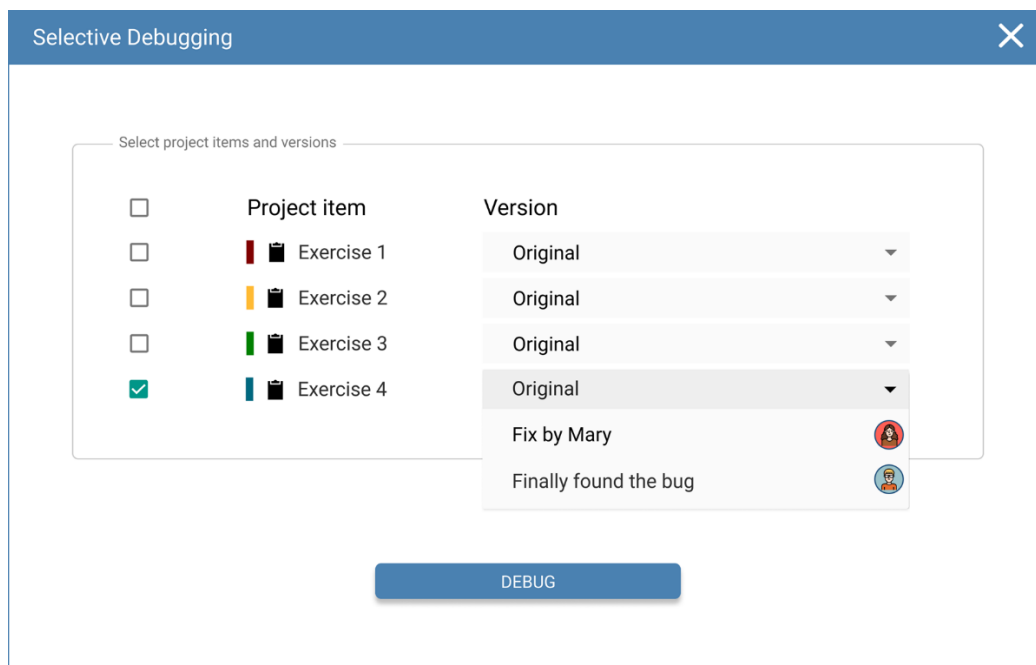 Selective Debugging
Select project items and versions
Project item Version
Exercise 1 Original
Exercise 2 Original
Exercise 3 Original
Exercise 4 Original
Fix by Mary
Finally found the bug
DEBUG